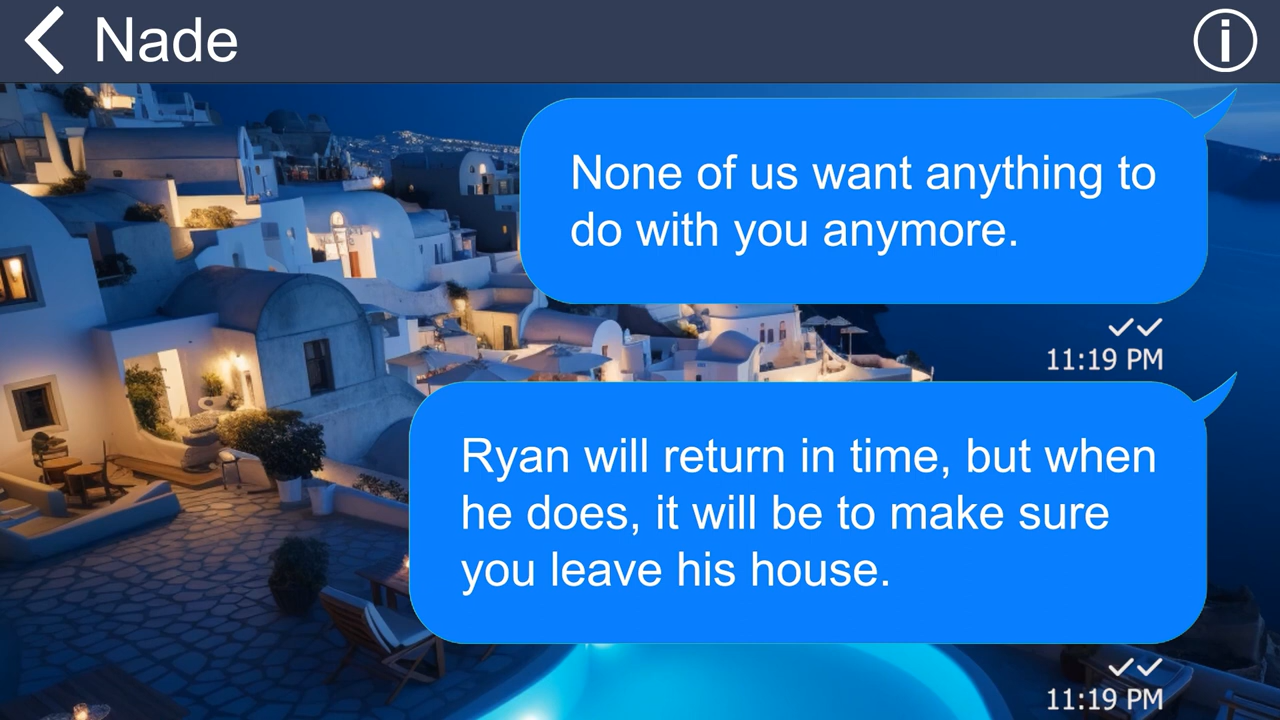 Nade
None of us want anything to
do with you anymore.
11:19 PM
Ryan will return in time, but when
he does, it will be to make sure
you leave his house.
11:19 PM